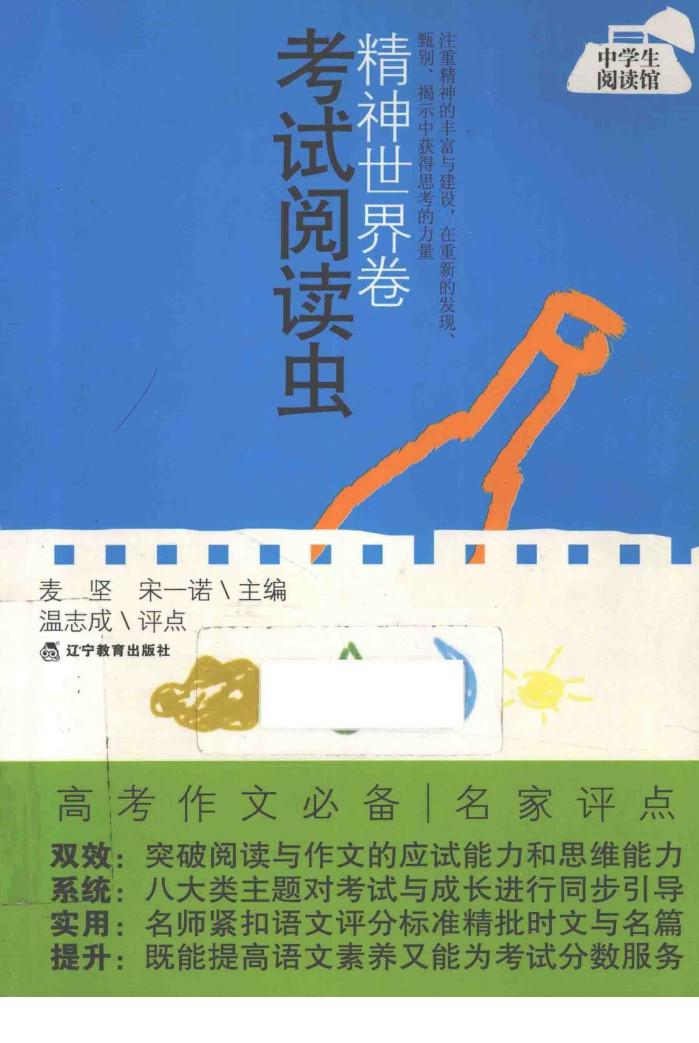 中学生
阅读馆
注重精神的丰富与建设，在重新的发现、
甄别、揭示中获得思考的力量
精神世界卷
考试阅读虫
麦　坚　宋一诺\主编
温志成\评点
辽宁教育出版社
高考作文必备|名家评点
双效：突破阅读与作文的应试能力和思维能力
系统：八大类主题对考试与成长进行同步引导
实用：名师紧扣语文评分标准精批时文与名篇
提升：既能提高语文素养又能为考试分数服务